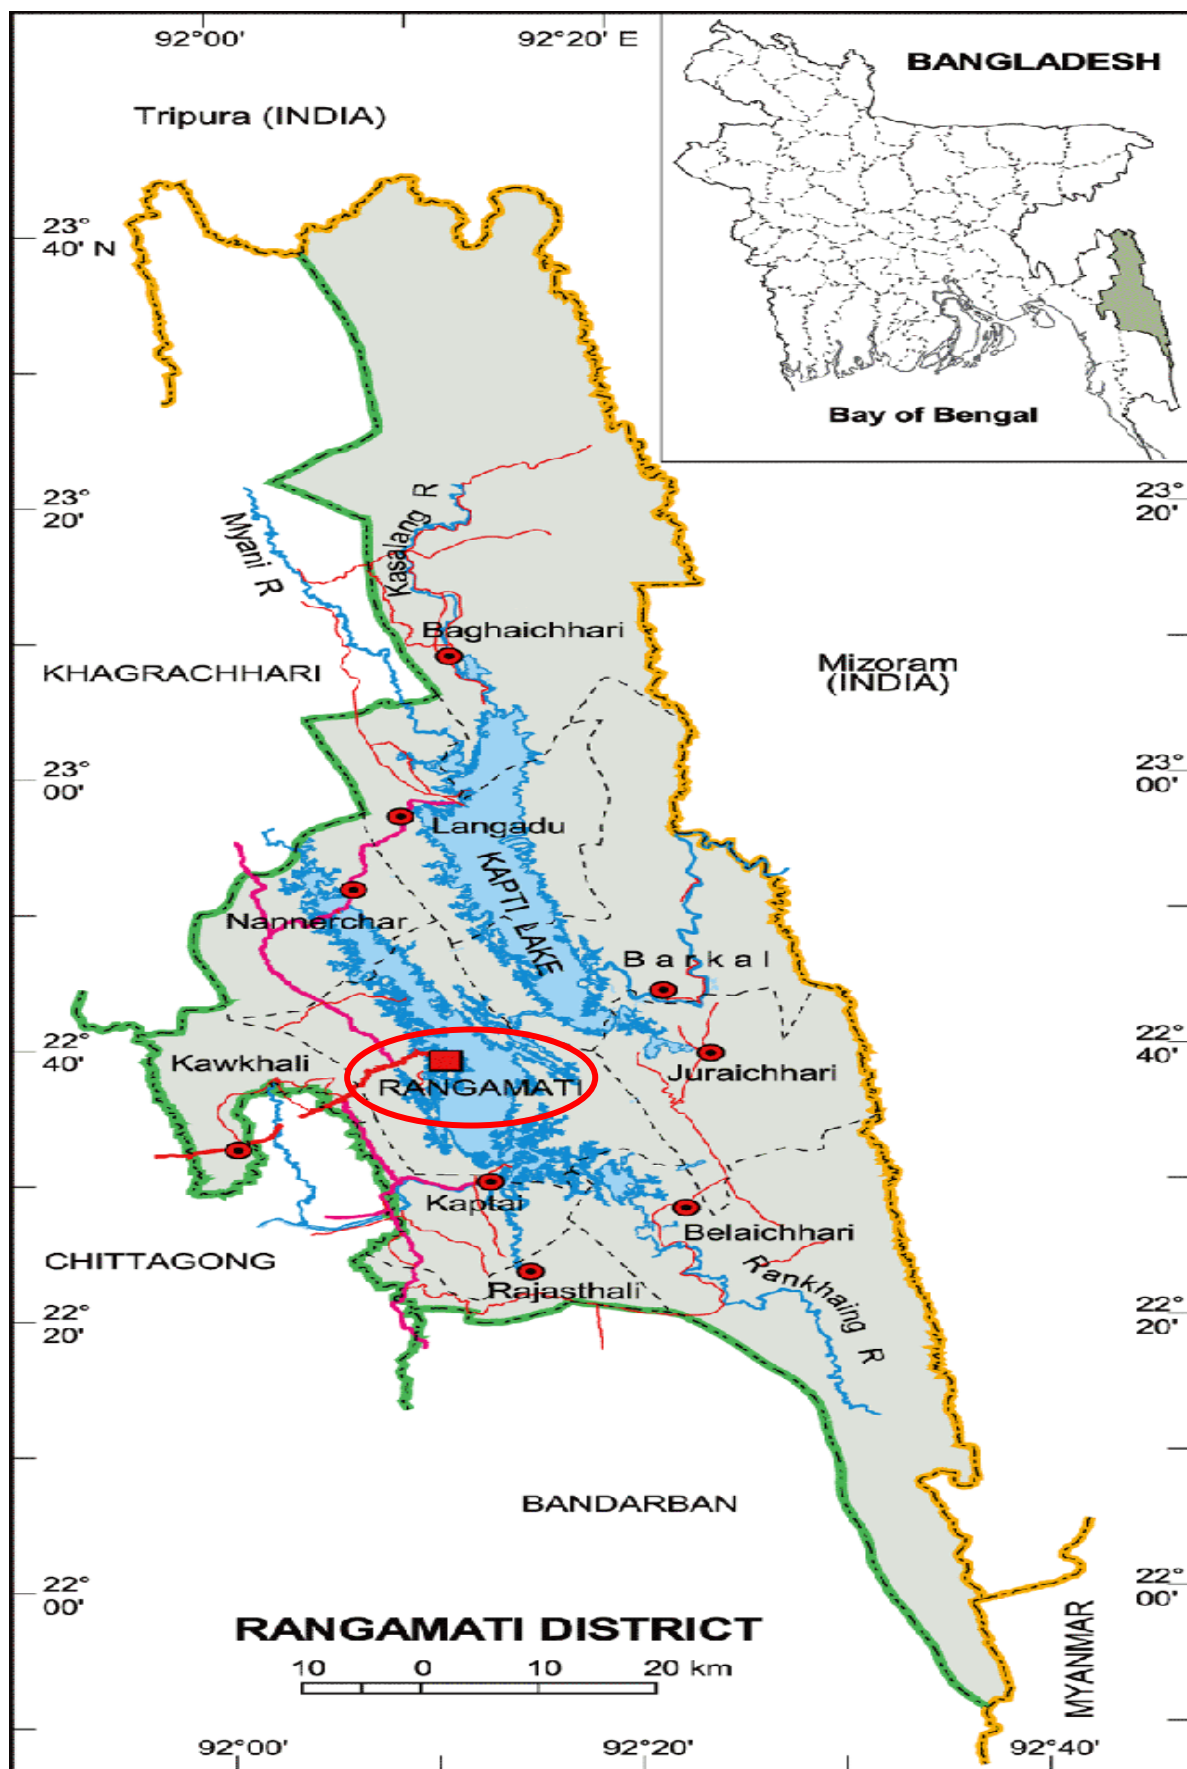 92°00'
92°20' E
BANGLADESH
Tripura (INDIA)
23°
40' N
Bay of Bengal
23°
20'
23°
20'
Myani R
Kasalang R
Baghaichhari
KHAGRACHHARI
Mizoram
(INDIA)
23°
00'
23°
00'
Langadu
KAPTI LAKE
Nannerchar
Barkal
22°
40'
22°
40'
Kawkhali
RANGAMATI
Juraichhari
Kaptai
Belaichhari
CHITTAGONG
Rajasthali
Rankhaing R
22°
20'
22°
20'
BANDARBAN
22°
00'
22°
00'
MYANMAR
RANGAMATI DISTRICT
10 0 10 20 km
92°00'
92°20'
92°40'